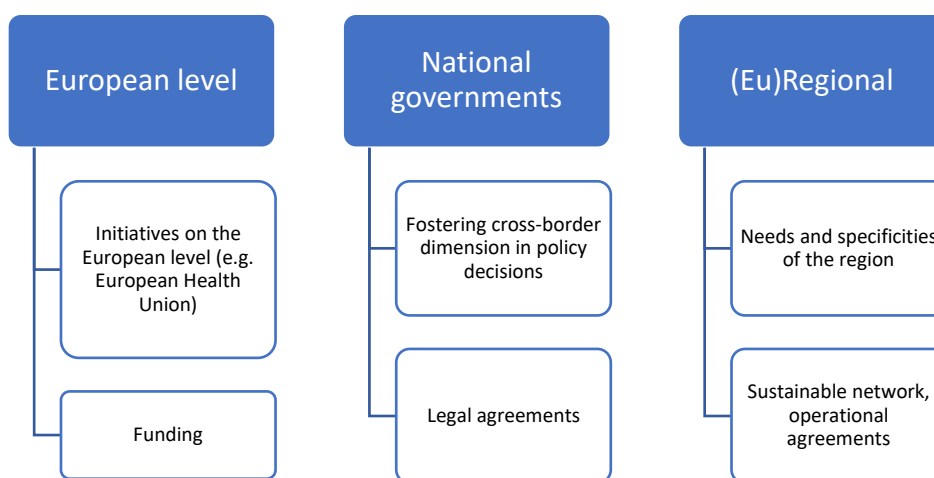 European level
Initiatives on the
European level (e.g.
European Health
Union)
Funding
National
governments
Fostering cross-border
dimension in policy
decisions
Legal agreements
(Eu)Regional
Needs and specificities
of the region
Sustainable network,
operational
agreements